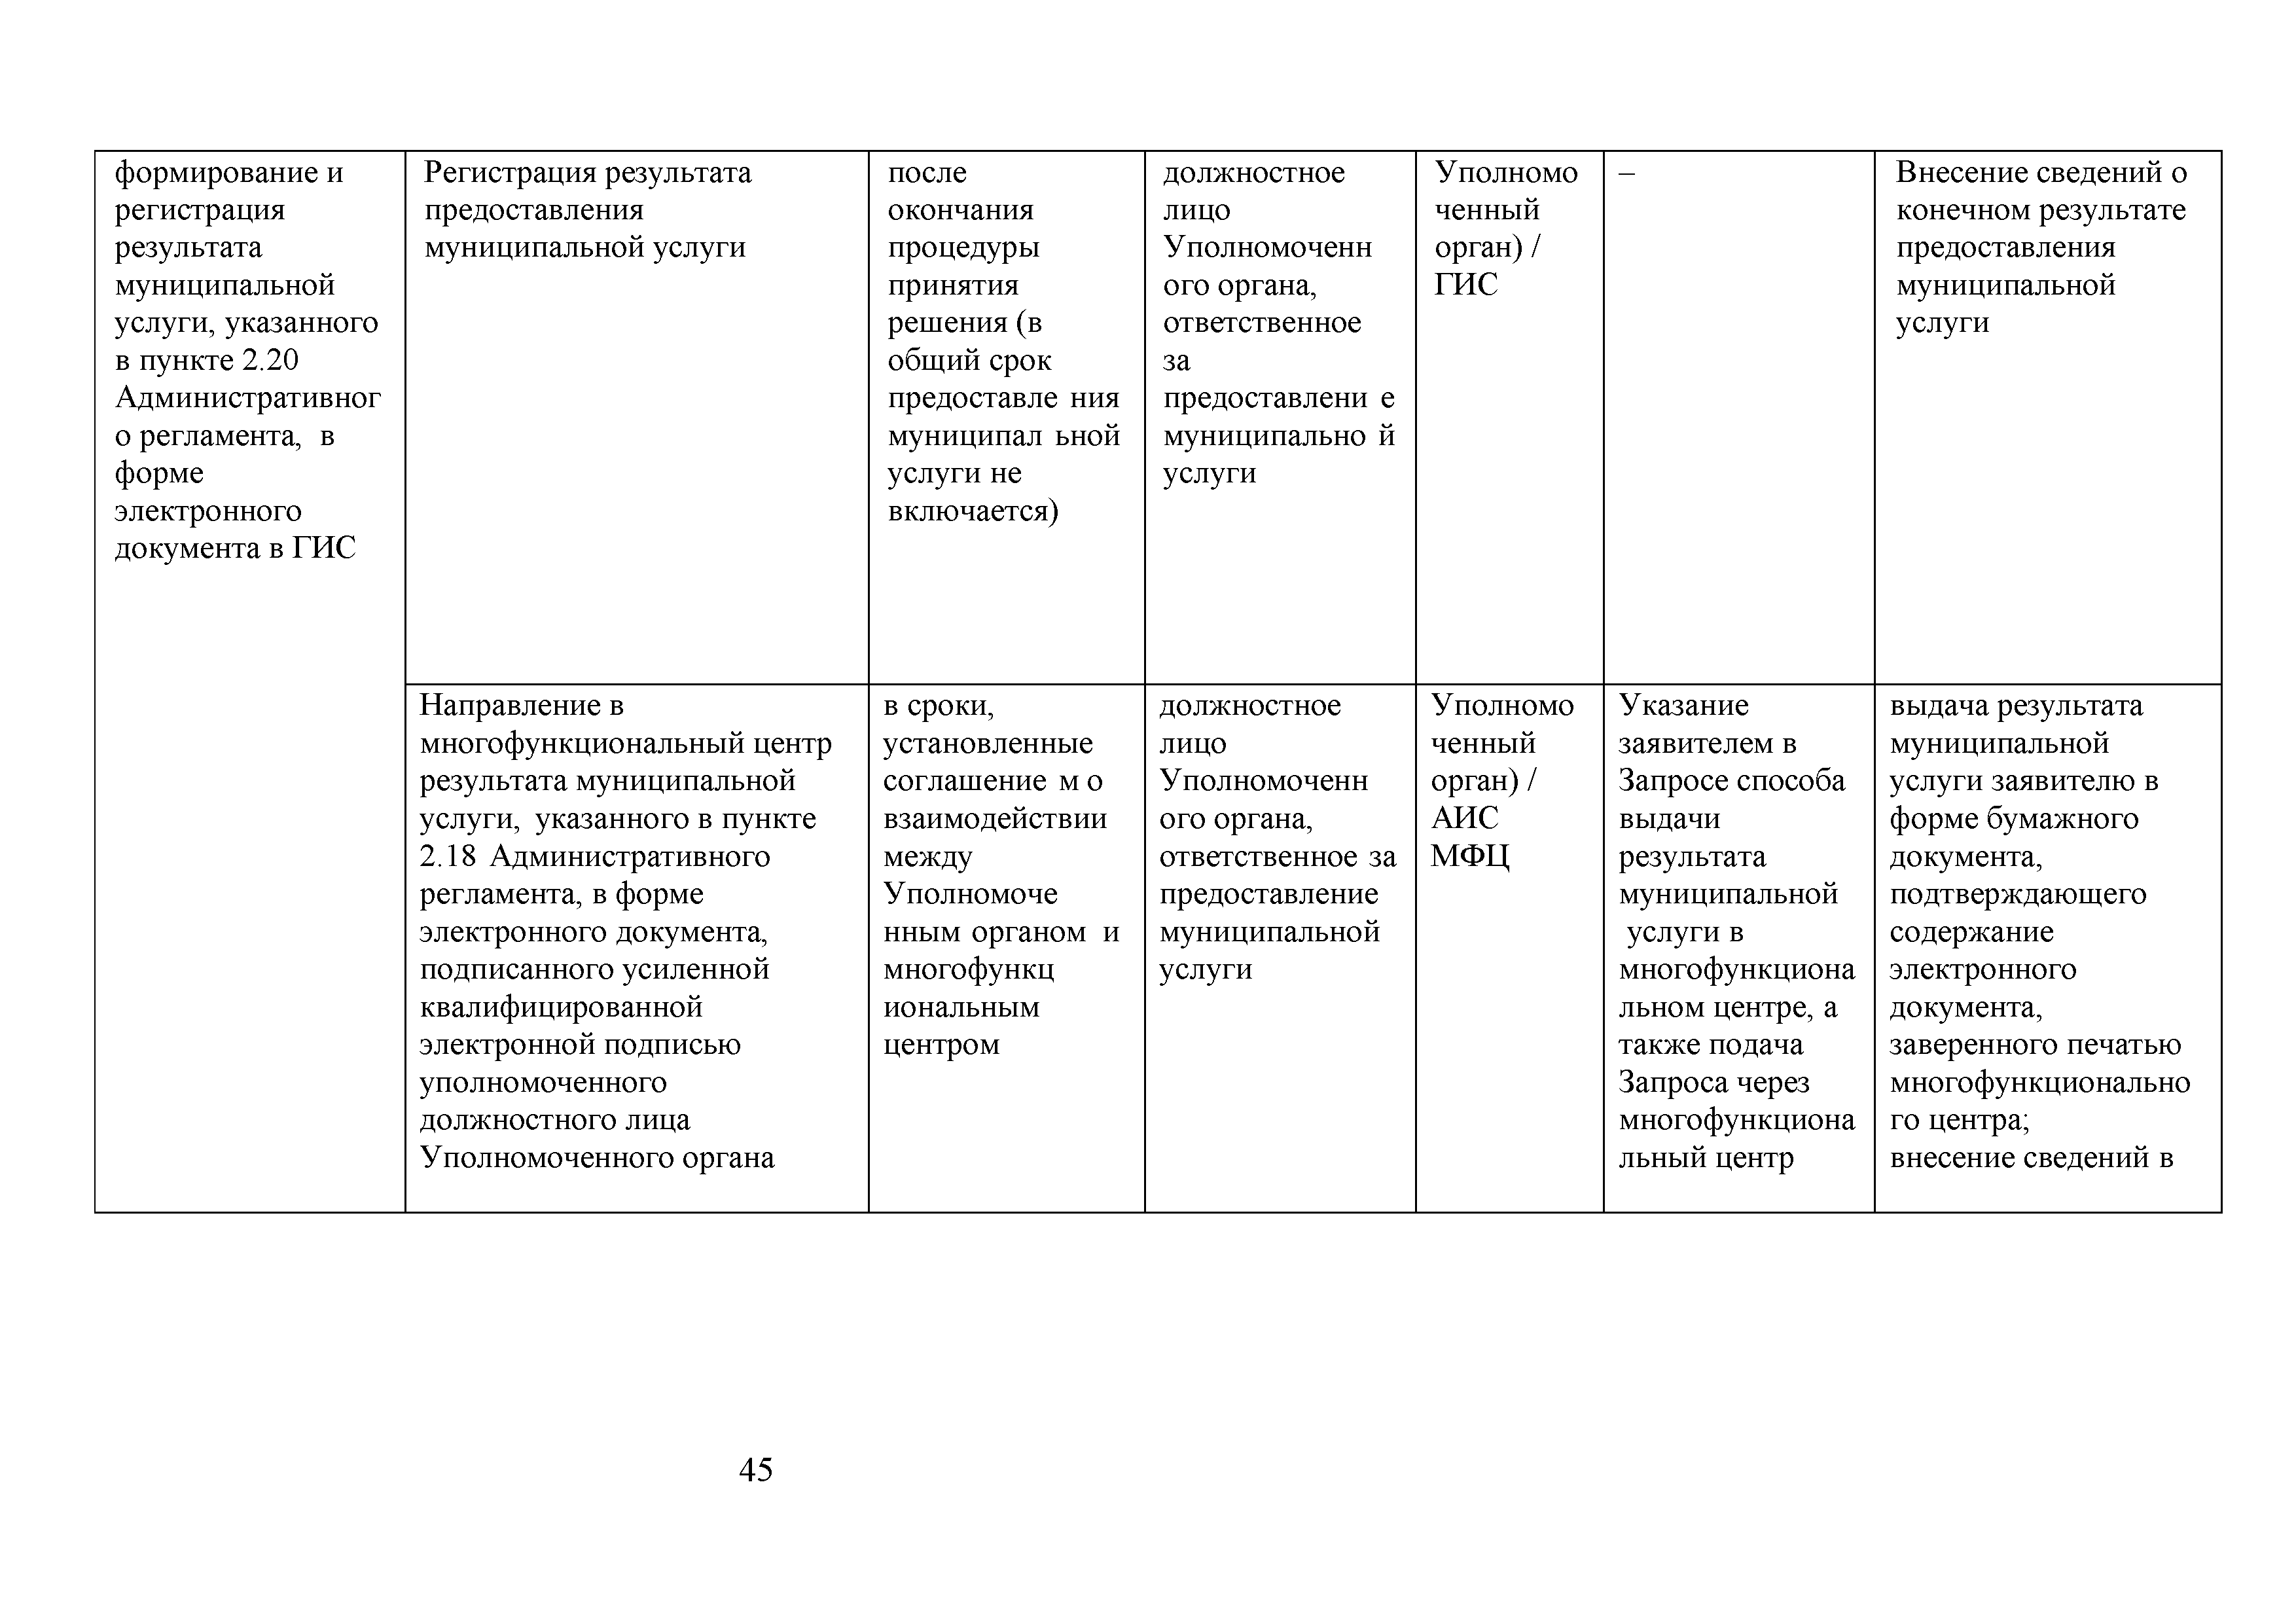 формирование и
регистрация
результата
муниципальной
услуги, указанного
в пункте 2.20
Административног
о регламента, в
форме
электронного
документа в ГИС
Регистрация результата
предоставления
муниципальной услуги
после
окончания
процедуры
принятия
решения (в
общий срок
предоставле ния
муниципал ьной
услуги не
включается)
должностное
лицо
Уполномоченн
ого органа,
ответственное
за
предоставлени е
муниципально й
услуги
Уполномо
ченный
орган) /
ГИС
–
Внесение сведений о
конечном результате
предоставления
муниципальной
услуги
Направление в
многофункциональный центр
результата муниципальной
услуги, указанного в пункте
2.18 Административного
регламента, в форме
электронного документа,
подписанного усиленной
квалифицированной
электронной подписью
уполномоченного
должностного лица
Уполномоченного органа
в сроки,
установленные
соглашение м о
взаимодействии
между
Уполномоче
нным органом и
многофункц
иональным
центром
должностное
лицо
Уполномоченн
ого органа,
ответственное за
предоставление
муниципальной
услуги
Уполномо
ченный
орган) /
АИС
МФЦ
Указание
заявителем в
Запросе способа
выдачи
результата
муниципальной
услуги в
многофункциона
льном центре, а
также подача
Запроса через
многофункциона
льный центр
выдача результата
муниципальной
услуги заявителю в
форме бумажного
документа,
подтверждающего
содержание
электронного
документа,
заверенного печатью
многофункционально
го центра;
внесение сведений в
45